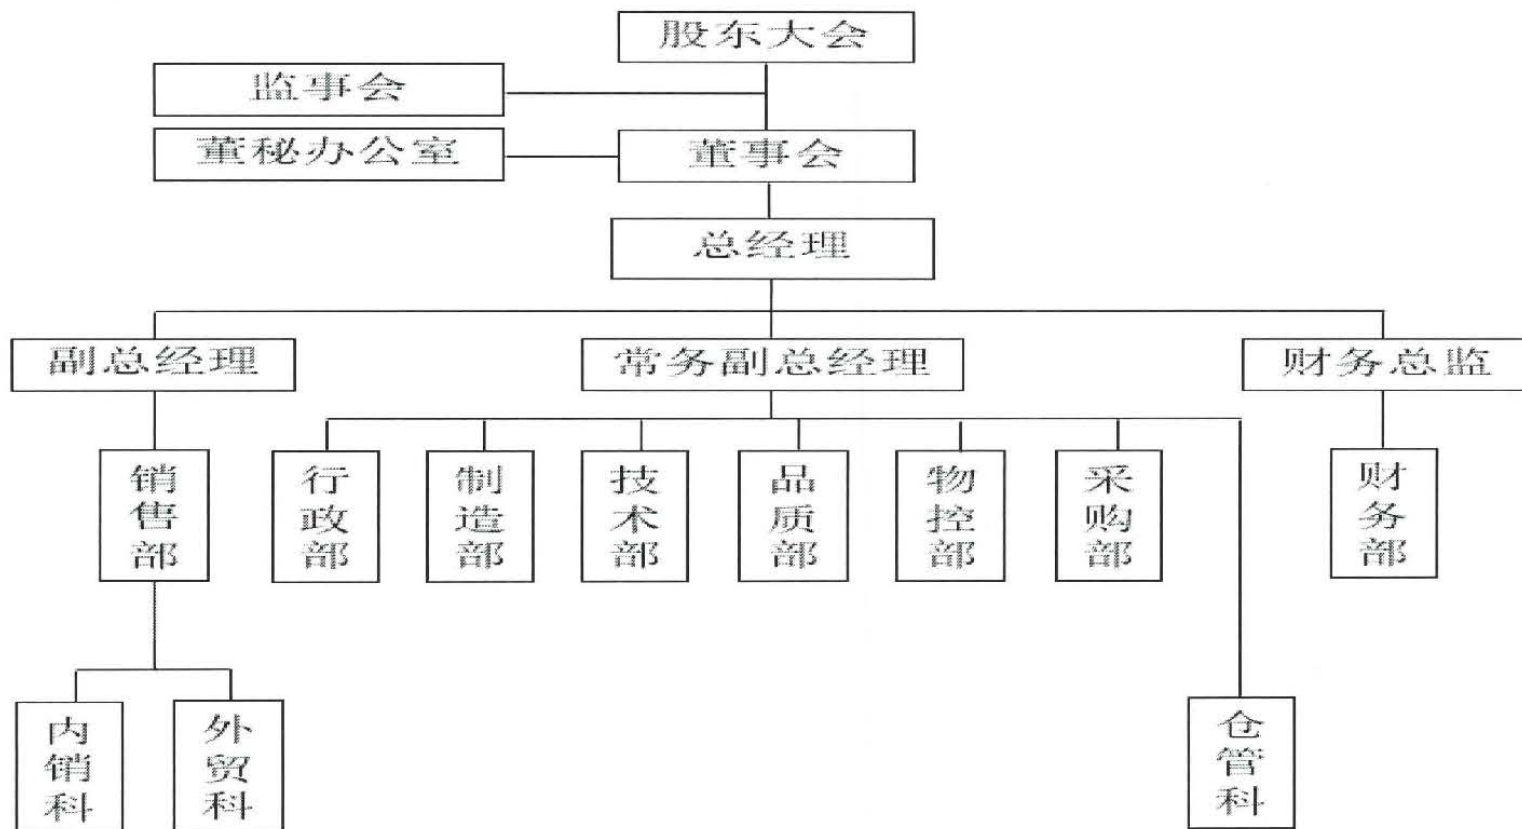 股东大会
监事会
董秘办公室
董事会
总经理
副总经理
常务副总经理
财务总监
销售部
行政部
制造部
技术部
品质部
物控部
采购部
财务部
内销科
外贸科
仓管科